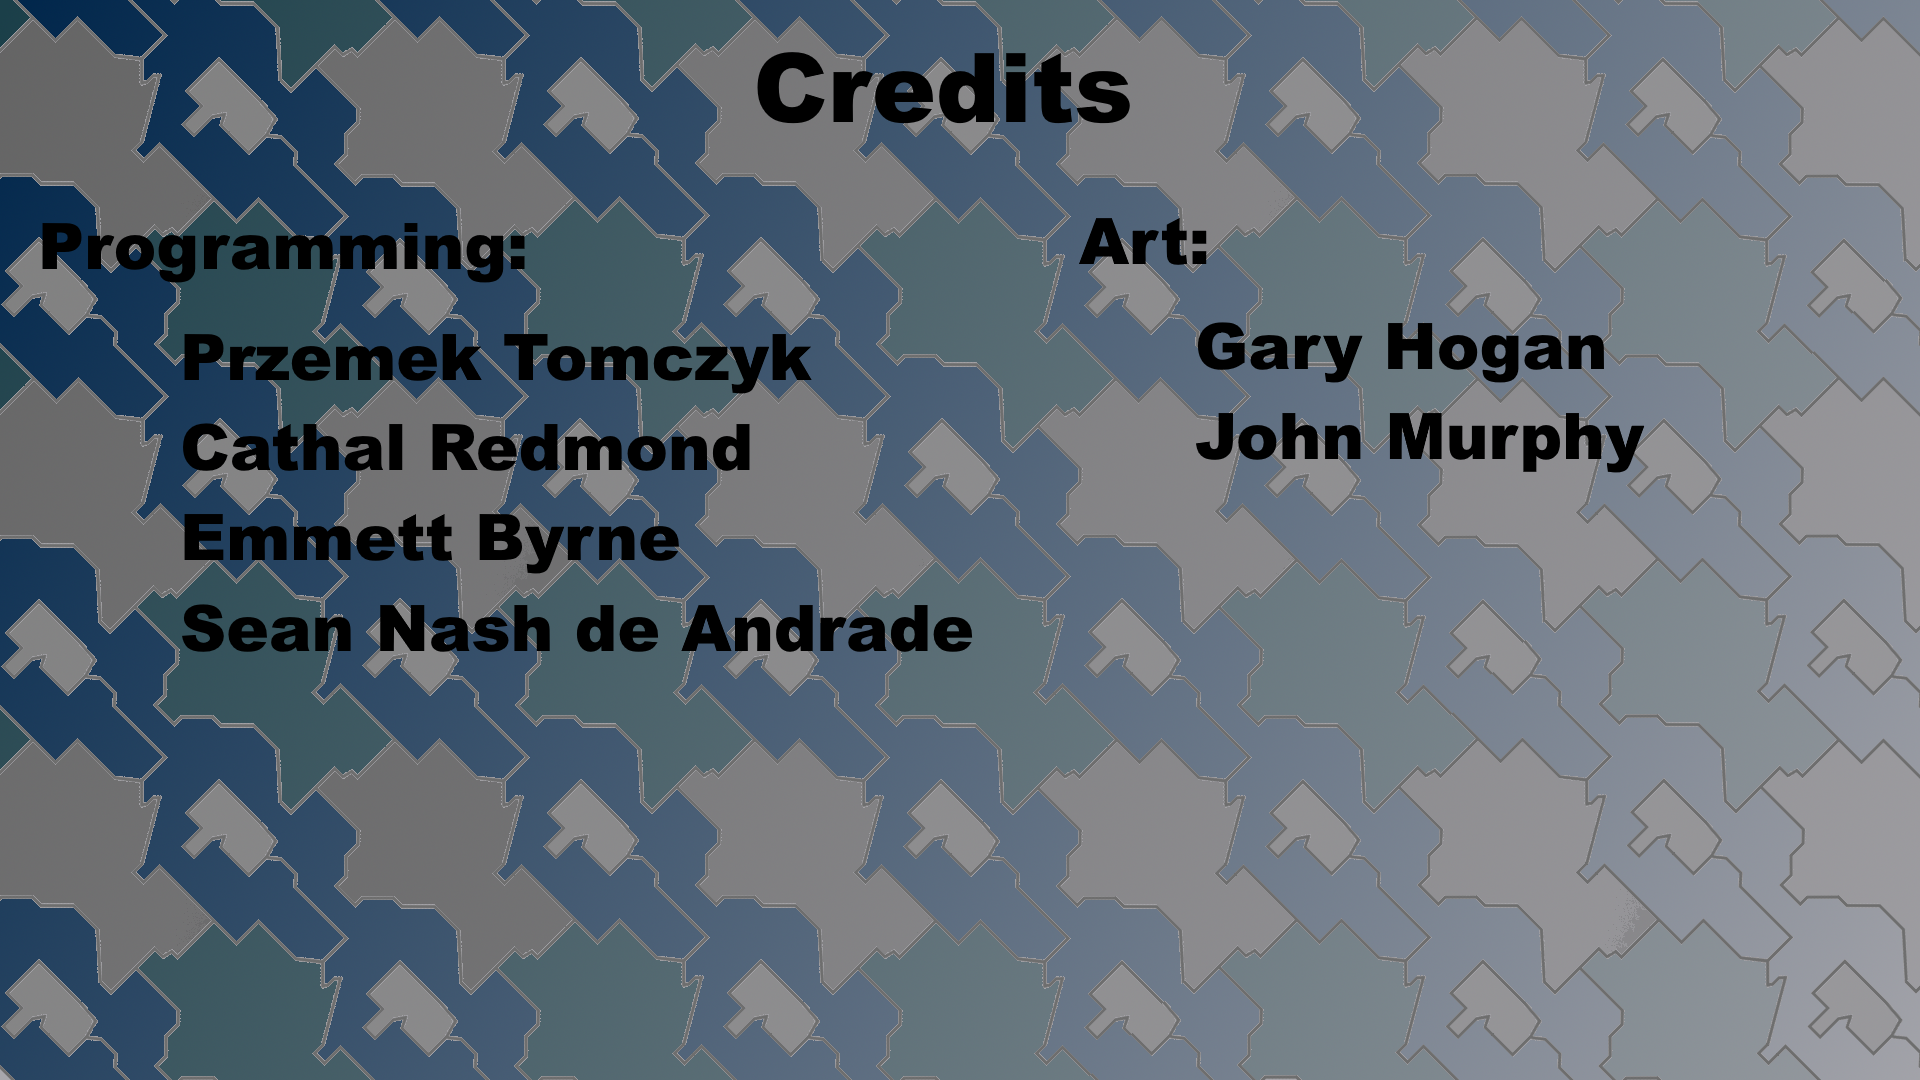 Credits
Programming:
Przemek Tomczyk
Cathal Redmond
Emmett Byrne
Sean Nash de Andrade
Art:
Gary Hogan
John Murphy